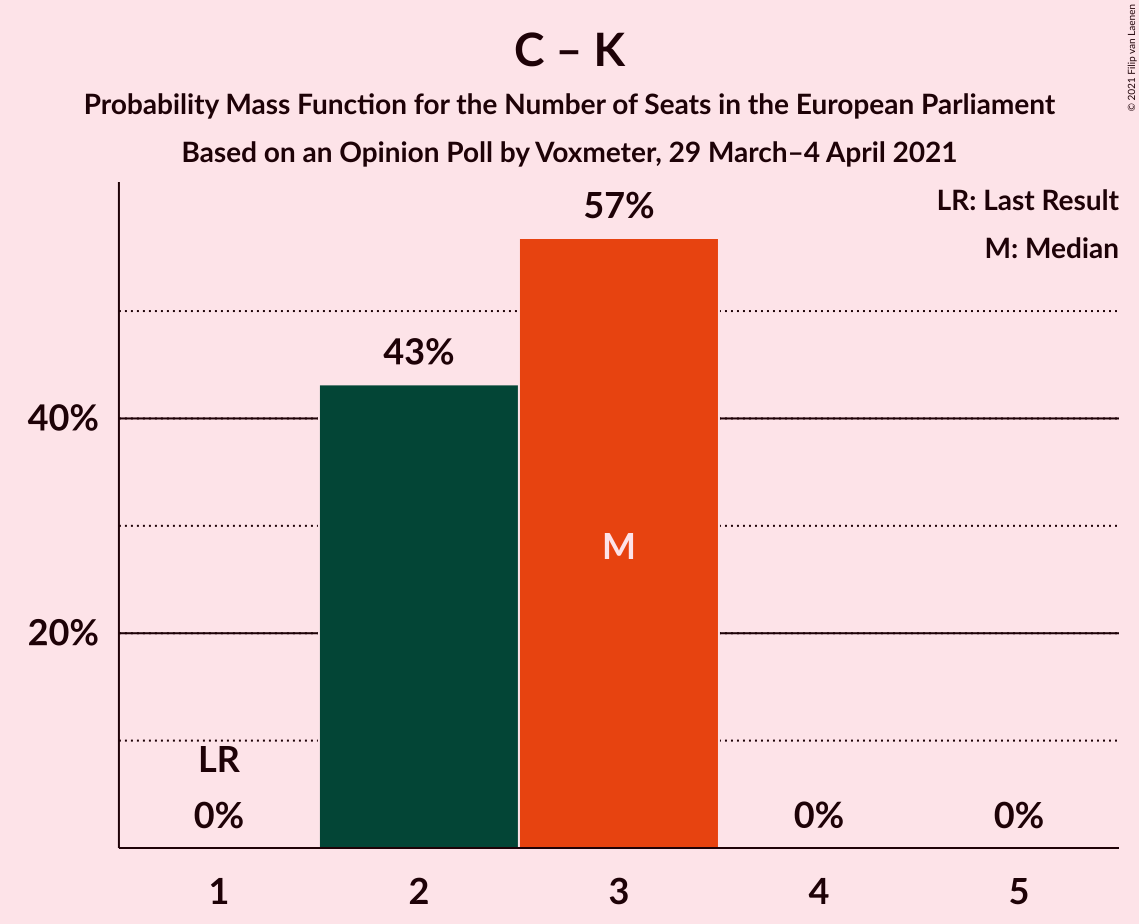 C – K
Probability Mass Function for the Number of Seats in the European Parliament
Based on an Opinion Poll by Voxmeter, 29 March–4 April 2021
© 2021 Filip van Laenen
LR: Last Result
M: Median
57%
43%
40%
M
20%
LR
0%
0%
0%
1
2
3
4
5